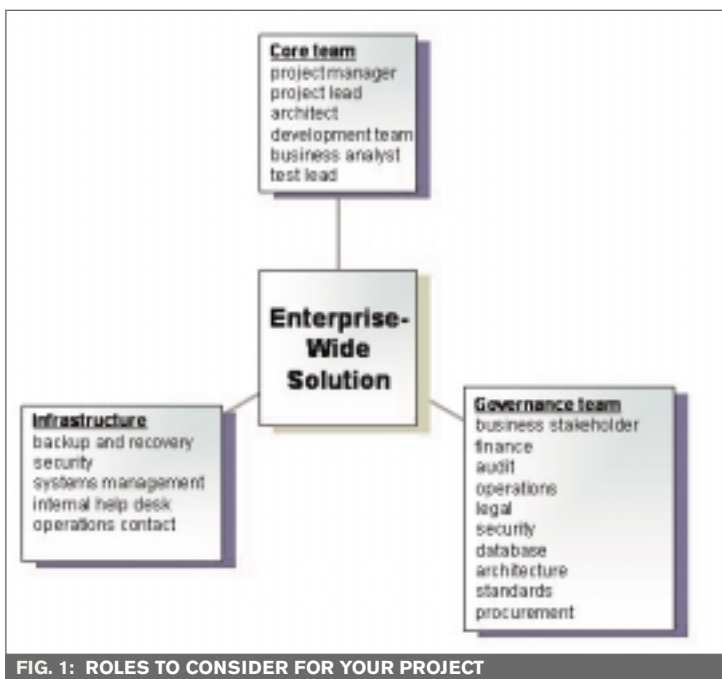 Core team
project manager
project lead
architect
development team
business analyst
test lead
Enterprise-
Wide
Solution
Infrastructure
backup and recovery
security
systems management
internal help desk
operations contact
Governance team
business stakeholder
finance
audit
operations
legal
security
database
architecture
standards
procurement
FIG. 1: ROLES TO CONSIDER FOR YOUR PROJECT